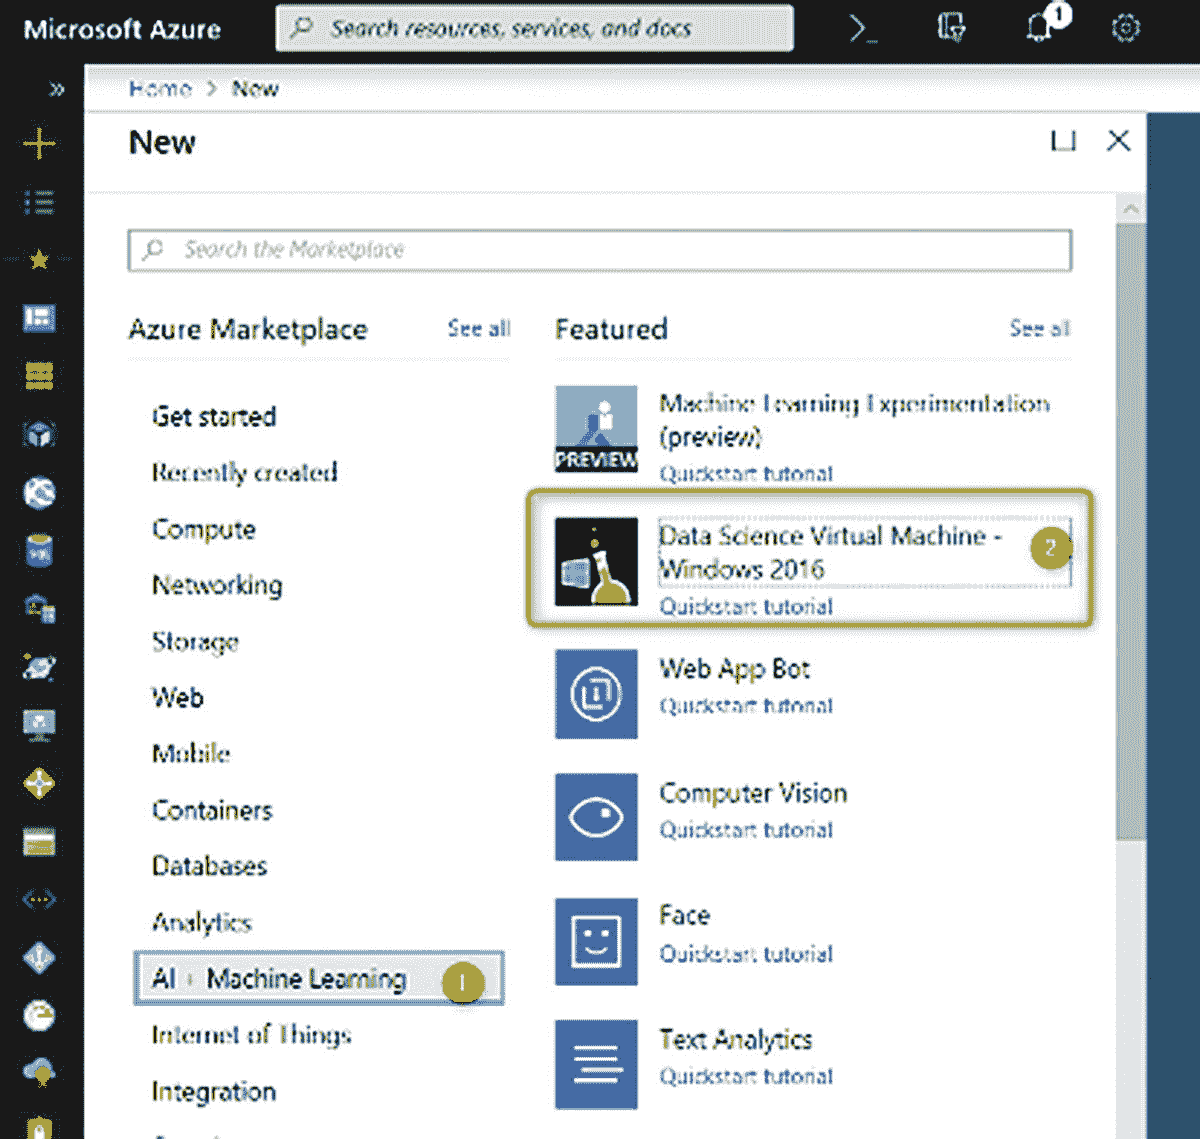 Microsoft Azure
Search resources, services, and docs
1
Home > New
New
Search the Marketplace
Azure Marketplace
See all
Featured
See all
Get started
Recently created
Compute
Networking
Storage
Web
Mobile
Containers
Databases
Analytics
AI + Machine Learning
1
Internet of Things
Integration
PREVIEW
Machine Learning Experimentation
(preview)
Quickstart tutorial
Data Science Virtual Machine -
Windows 2016
2
Quickstart tutorial
Web App Bot
Quickstart tutorial
Computer Vision
Quickstart tutorial
Face
Quickstart tutorial
Text Analytics
Quickstart tutorial